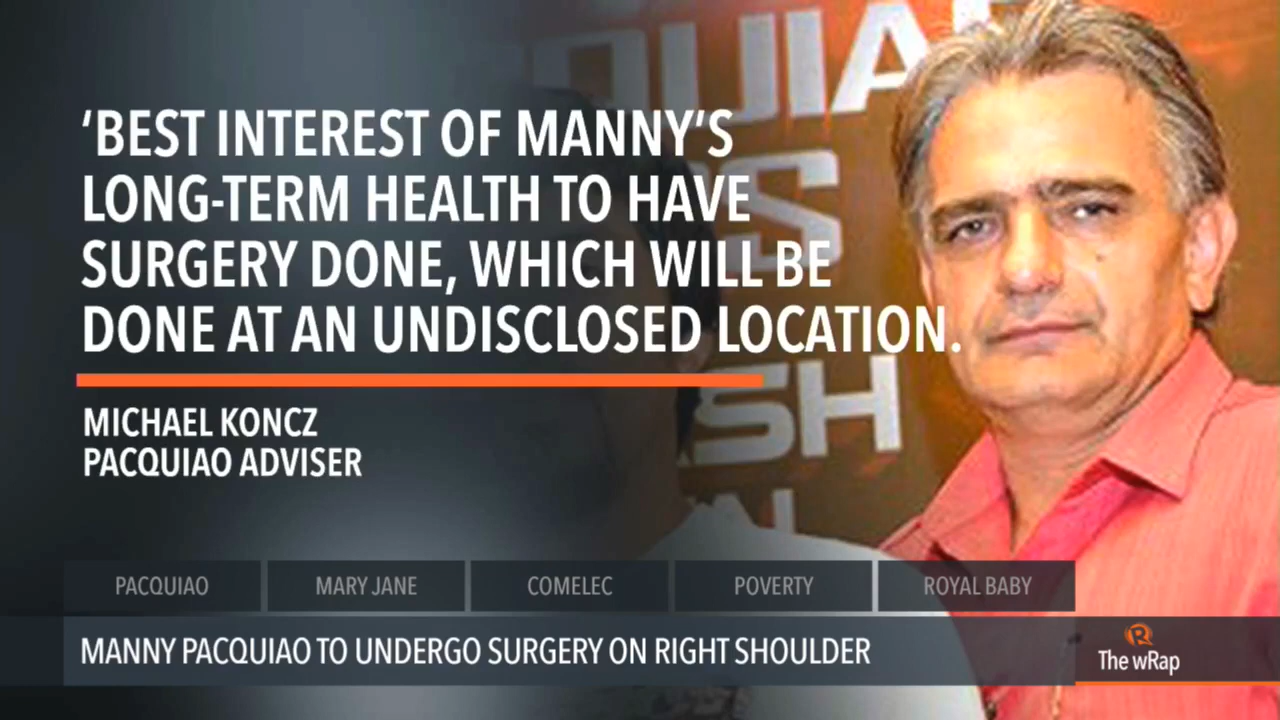 QUIA
S
SH
‘BEST INTEREST OF MANNY’S
LONG-TERM HEALTH TO HAVE
SURGERY DONE, WHICH WILL BE
DONE AT AN UNDISCLOSED LOCATION.
MICHAEL KONCZ
PACQUIAO ADVISER
PACQUIAO
MARY JANE
COMELEC
POVERTY
ROYAL BABY
MANNY PACQUIAO TO UNDERGO SURGERY ON RIGHT SHOULDER
R
The wRap